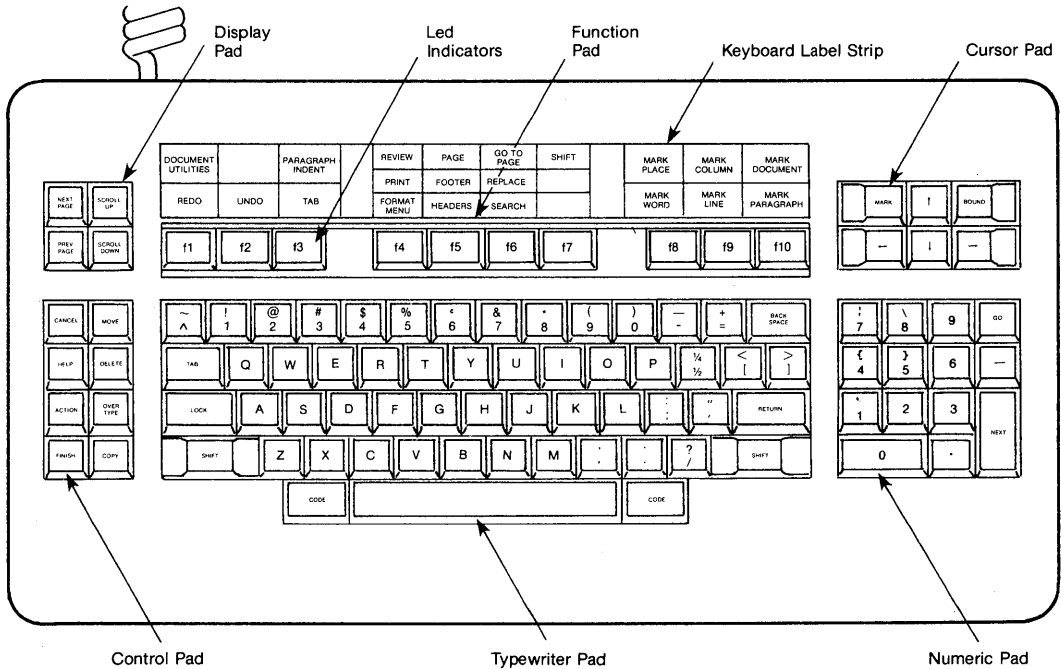 Display Pad
Led Indicators
Function Pad
Keyboard Label Strip
Cursor Pad
DOCUMENT UTILITIES PARAGRAPH INDENT REVIEW PAGE GO TO PAGE SHIFT MARK PLACE MARK COLUMN MARK DOCUMENT
PRINT FOOTER REPLACE
REDO UNDO TAB FORMAT MENU HEADERS SEARCH MARK WORD MARK LINE MARK PARAGRAPH
NEXT PAGE SCROLL UP
MARK ↑ BOUND
PREV PAGE SCROLL DOWN
f1 f2 f3 f4 f5 f6 f7 f8 f9 f10
← ↓ →
CANCEL MOVE
~ ^ ! 1 @ 2 # 3 $ 4 % 5 ¢ 6 & 7 * 8 ( 9 ) 0 — - + = BACK SPACE
¦ 7 \ 8 9 GO
HELP DELETE
TAB Q W E R T Y U I O P ¼ ½ < [ > ]
{ 4 } 5 6 —
ACTION OVER TYPE
LOCK A S D F G H J K L : ; " ' RETURN
1 2 3 NEXT
FINISH COPY
SHIFT Z X C V B N M ? / SHIFT
0 .
CODE CODE
Control Pad
Typewriter Pad
Numeric Pad